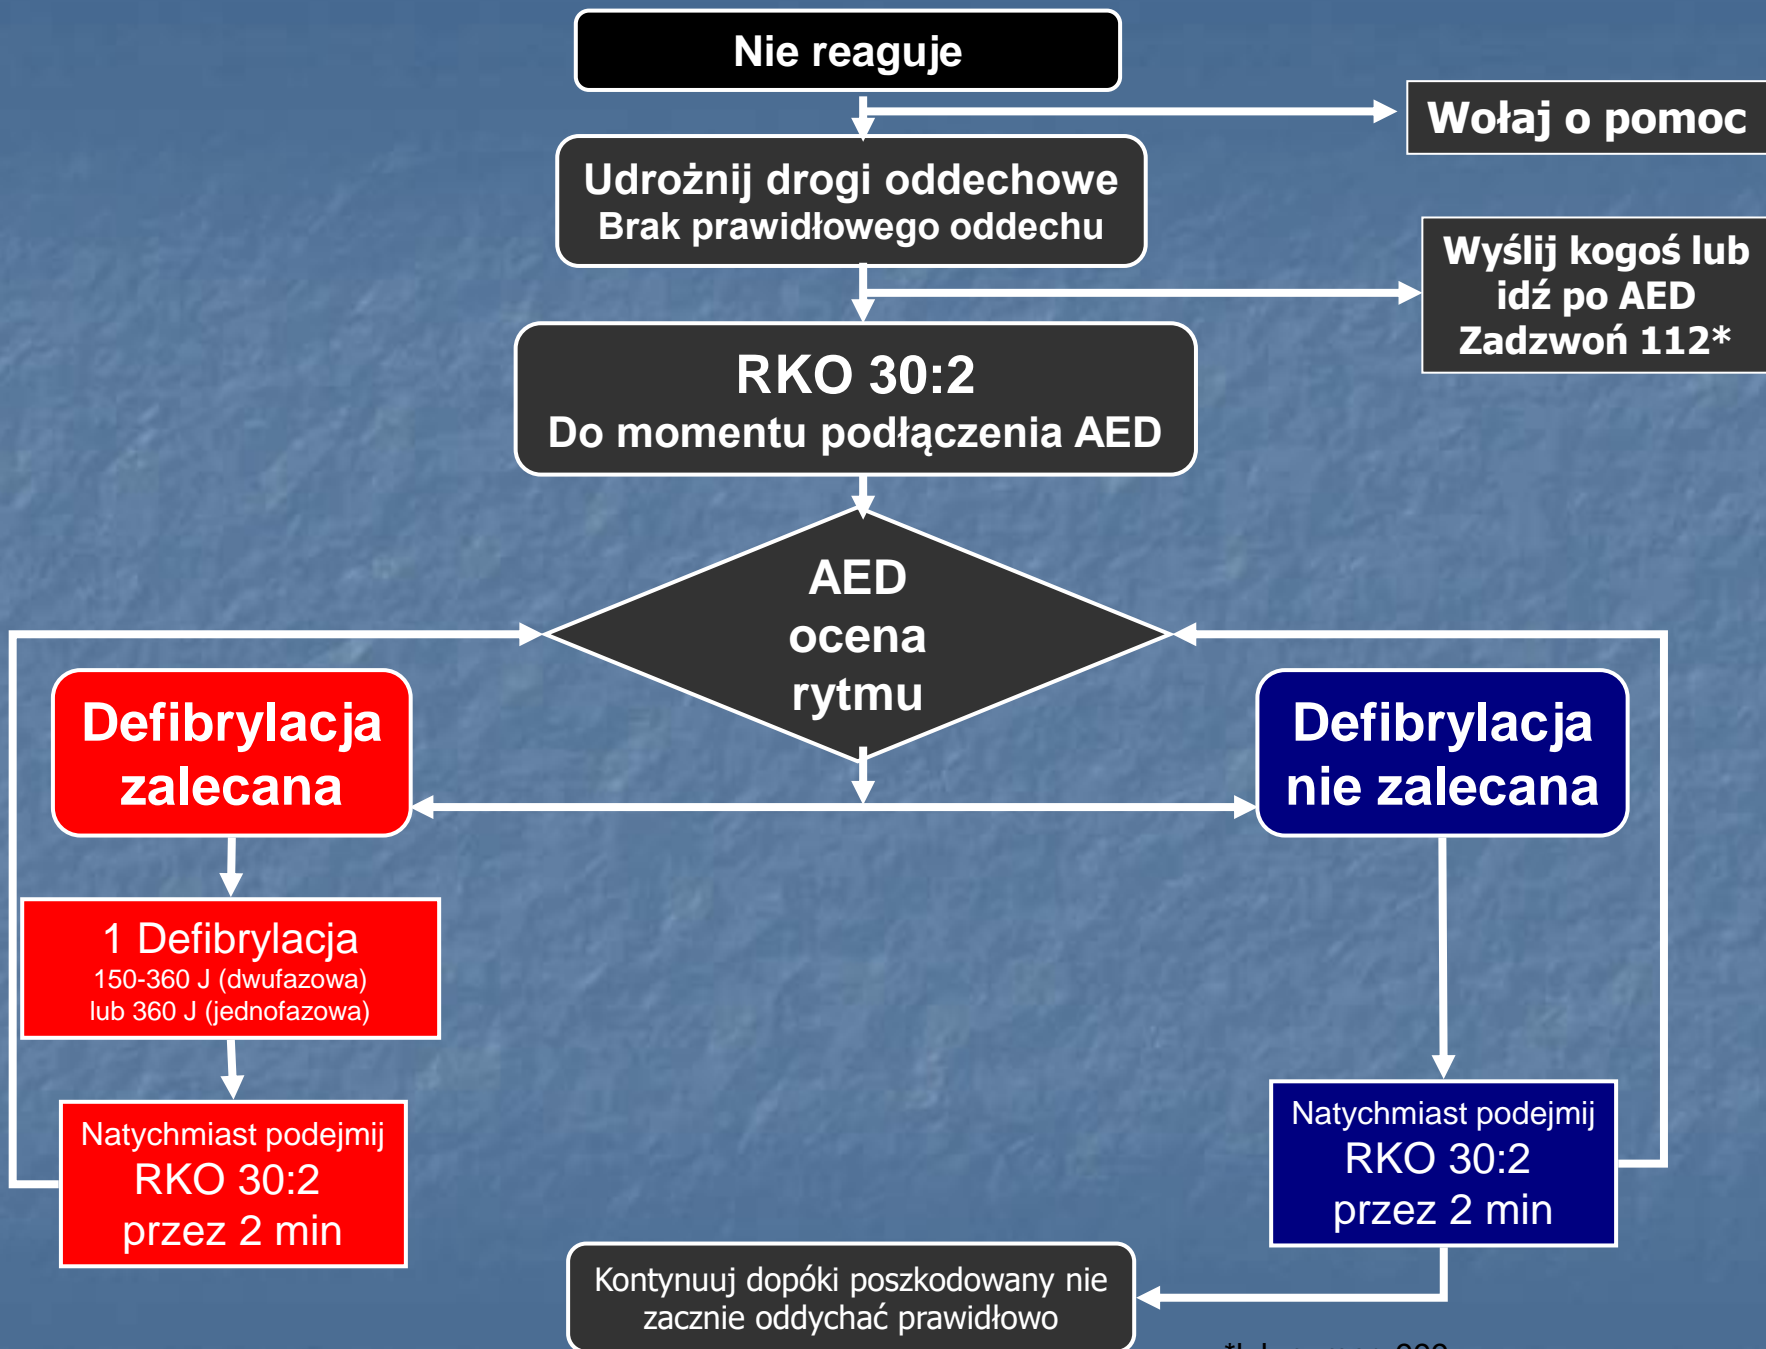 Nie reaguje
Wołaj o pomoc
Udrożnij drogi oddechowe
Brak prawidłowego oddechu
Wyślij kogoś lub
idź po AED
Zadzwoń 112*
RKO 30:2
Do momentu podłączenia AED
AED
ocena
rytmu
Defibrylacja
zalecana
Defibrylacja
nie zalecana
1 Defibrylacja
150-360 J (dwufazowa)
lub 360 J (jednofazowa)
Natychmiast podejmij
RKO 30:2
przez 2 min
Natychmiast podejmij
RKO 30:2
przez 2 min
Kontynuuj dopóki poszkodowany nie
zacznie oddychać prawidłowo